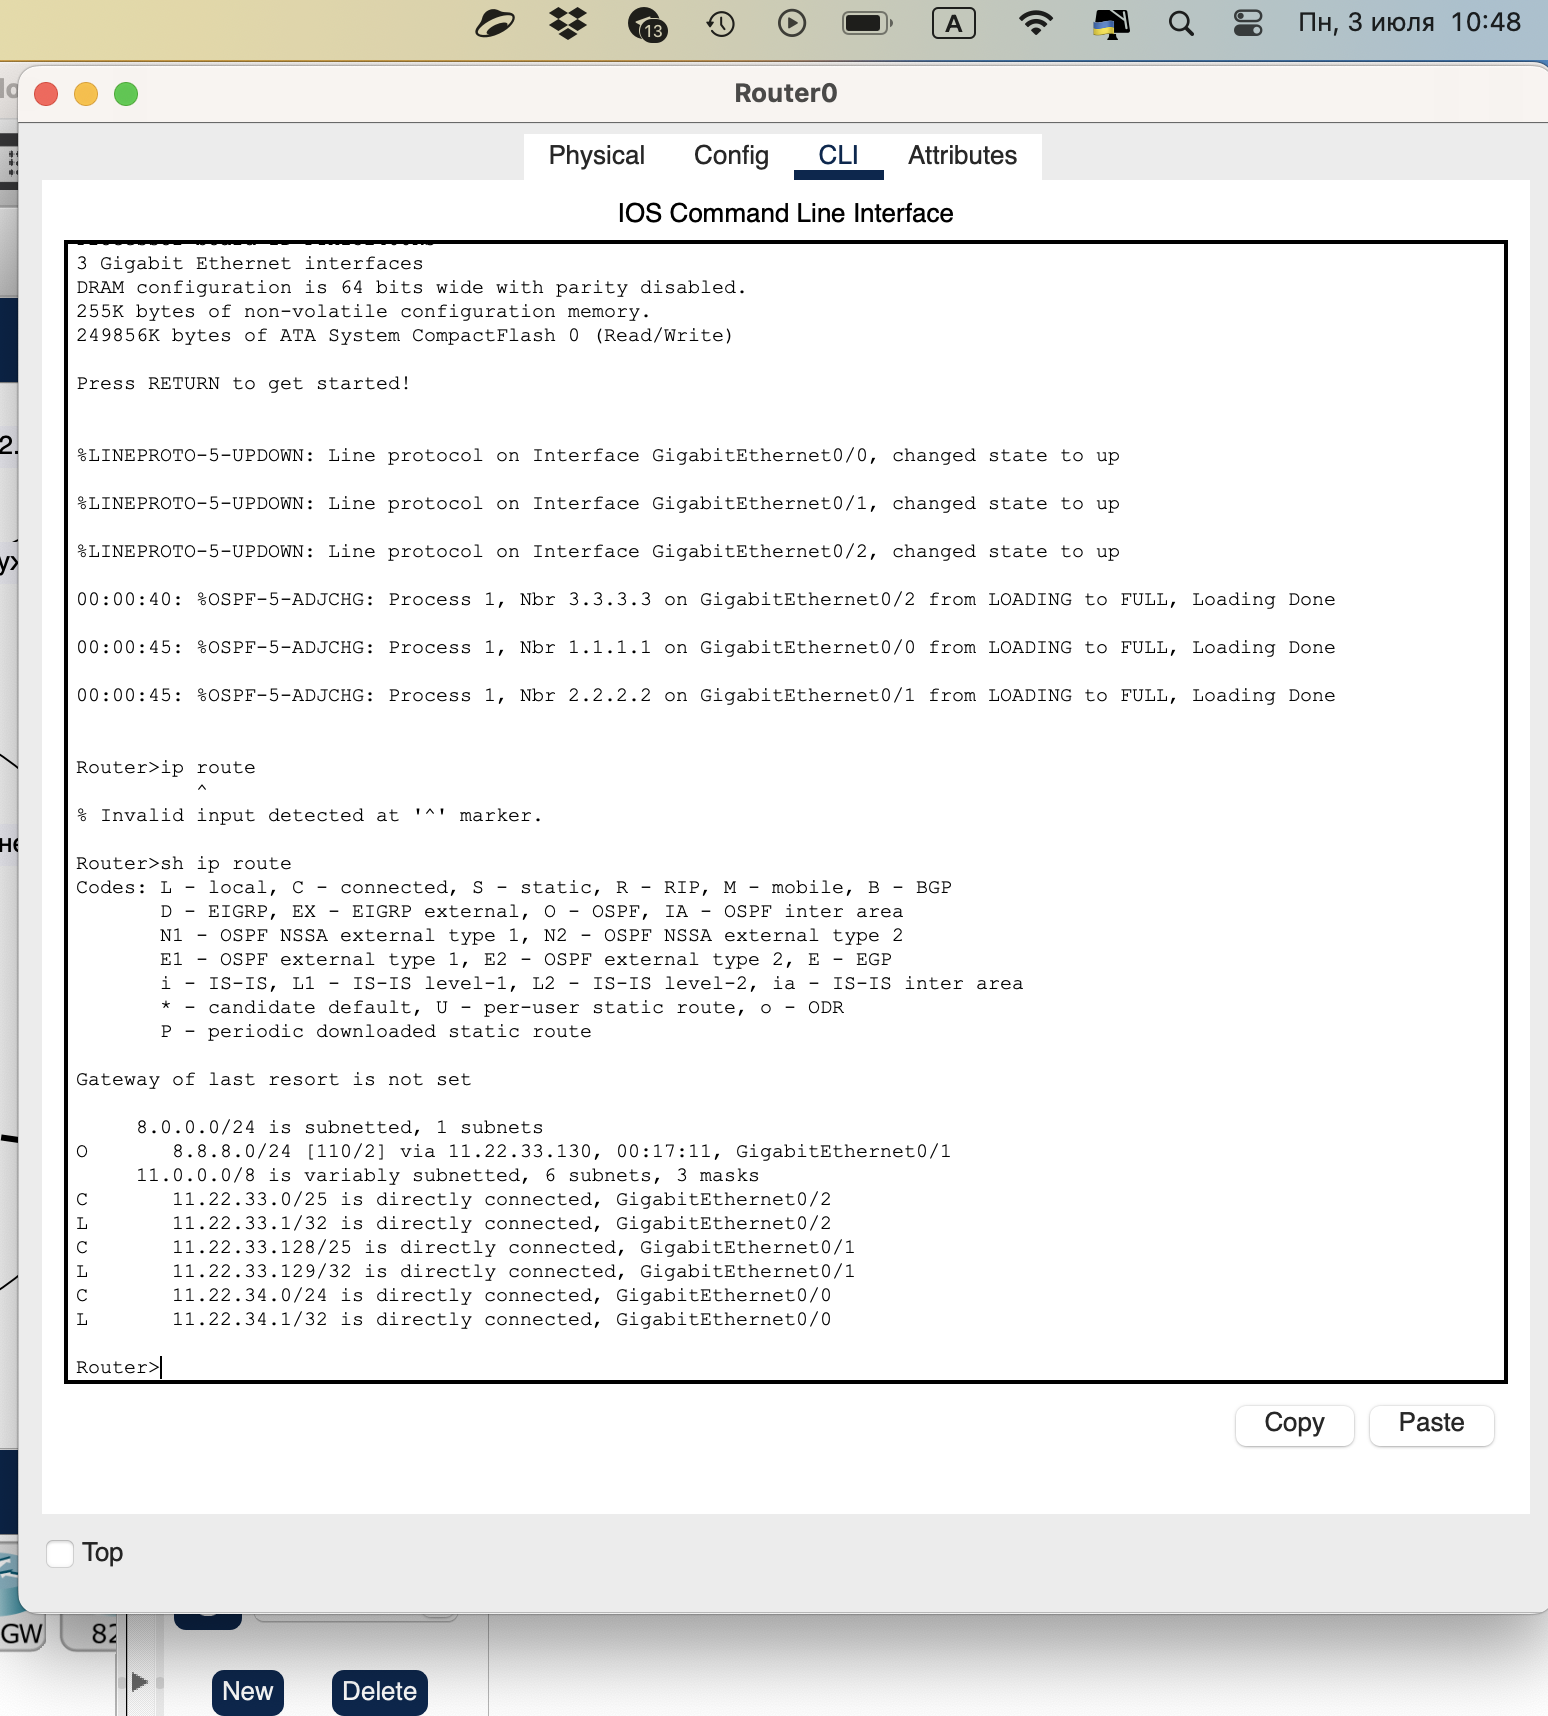 13
A
Пн, 3 июля 10:48
Router0
Physical Config CLI Attributes
IOS Command Line Interface
3 Gigabit Ethernet interfaces
DRAM configuration is 64 bits wide with parity disabled.
255K bytes of non-volatile configuration memory.
249856K bytes of ATA System CompactFlash 0 (Read/Write)
Press RETURN to get started!
%LINEPROTO-5-UPDOWN: Line protocol on Interface GigabitEthernet0/0, changed state to up
%LINEPROTO-5-UPDOWN: Line protocol on Interface GigabitEthernet0/1, changed state to up
%LINEPROTO-5-UPDOWN: Line protocol on Interface GigabitEthernet0/2, changed state to up
00:00:40: %OSPF-5-ADJCHG: Process 1, Nbr 3.3.3.3 on GigabitEthernet0/2 from LOADING to FULL, Loading Done
00:00:45: %OSPF-5-ADJCHG: Process 1, Nbr 1.1.1.1 on GigabitEthernet0/0 from LOADING to FULL, Loading Done
00:00:45: %OSPF-5-ADJCHG: Process 1, Nbr 2.2.2.2 on GigabitEthernet0/1 from LOADING to FULL, Loading Done
Router>ip route
^
% Invalid input detected at '^' marker.
Router>sh ip route
Codes: L - local, C - connected, S - static, R - RIP, M - mobile, B - BGP
D - EIGRP, EX - EIGRP external, O - OSPF, IA - OSPF inter area
N1 - OSPF NSSA external type 1, N2 - OSPF NSSA external type 2
E1 - OSPF external type 1, E2 - OSPF external type 2, E - EGP
i - IS-IS, L1 - IS-IS level-1, L2 - IS-IS level-2, ia - IS-IS inter area
* - candidate default, U - per-user static route, o - ODR
P - periodic downloaded static route
Gateway of last resort is not set
8.0.0.0/24 is subnetted, 1 subnets
O 8.8.8.0/24 [110/2] via 11.22.33.130, 00:17:11, GigabitEthernet0/1
11.0.0.0/8 is variably subnetted, 6 subnets, 3 masks
C 11.22.33.0/25 is directly connected, GigabitEthernet0/2
L 11.22.33.1/32 is directly connected, GigabitEthernet0/2
C 11.22.33.128/25 is directly connected, GigabitEthernet0/1
L 11.22.33.129/32 is directly connected, GigabitEthernet0/1
C 11.22.34.0/24 is directly connected, GigabitEthernet0/0
L 11.22.34.1/32 is directly connected, GigabitEthernet0/0
Router>
Copy Paste
Top
GW
New Delete